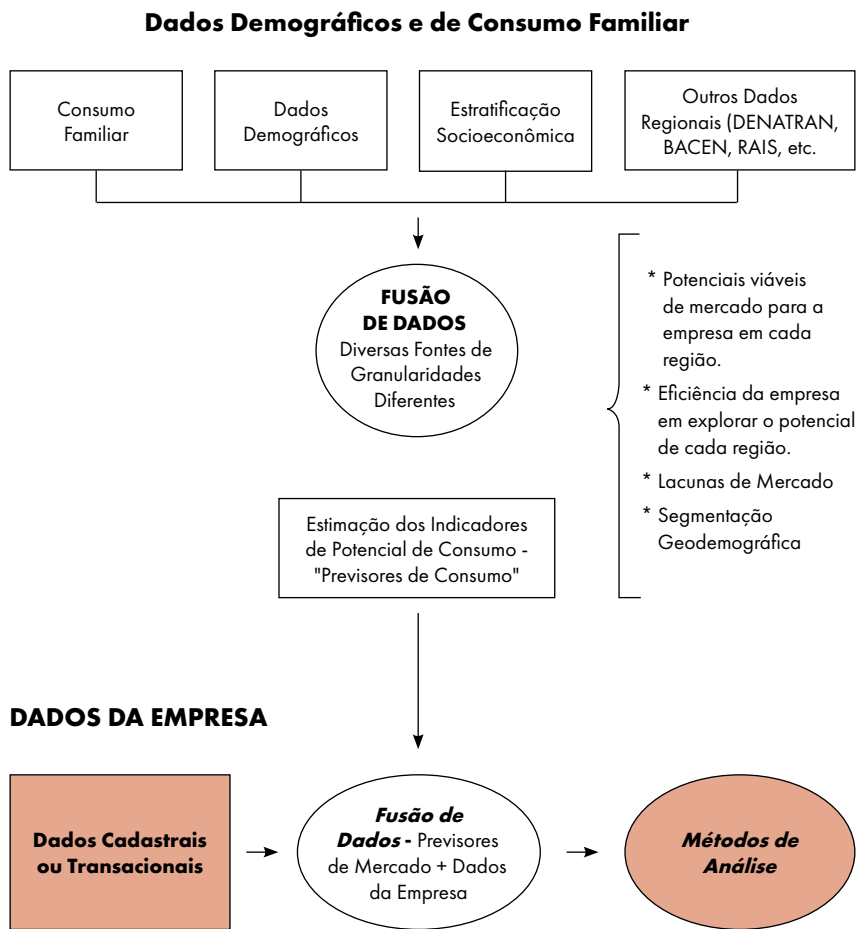 Dados Demográficos e de Consumo Familiar
Consumo
Familiar
Dados
Demográficos
Estratificação
Socioeconômica
Outros Dados
Regionais (DENATRAN,
BACEN, RAIS, etc.
FUSÃO
DE DADOS
Diversas Fontes de
Granularidades
Diferentes
* Potenciais viáveis
de mercado para a
empresa em cada
região.
* Eficiência da empresa
em explorar o potencial
de cada região.
* Lacunas de Mercado
* Segmentação
Geodemográfica
Estimação dos Indicadores
de Potencial de Consumo -
"Previsores de Consumo"
DADOS DA EMPRESA
Dados Cadastrais
ou Transacionais
Fusão de
Dados - Previsores
de Mercado + Dados
da Empresa
Métodos de
Análise